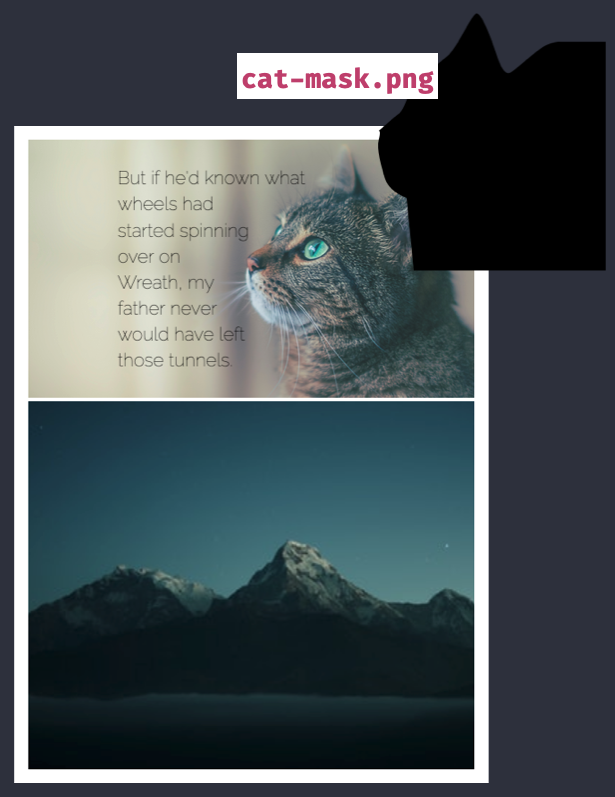 cat-mask.png
But if he'd known what
wheels had
started spinning
over on
Wreath, my
father never
would have left
those tunnels.